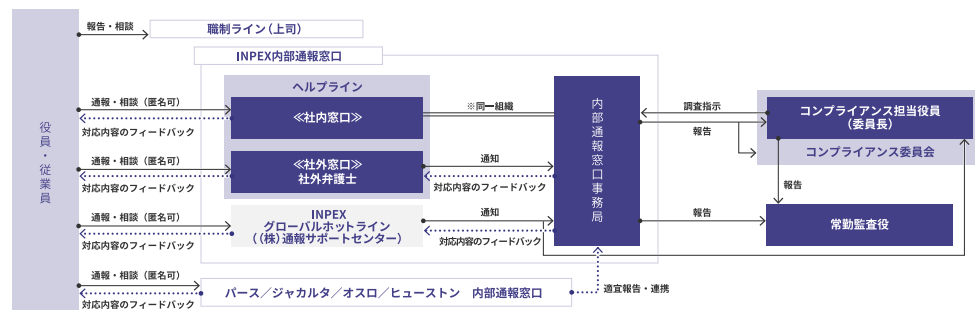 役員・従業員
報告・相談
職制ライン（上司）
INPEX内部通報窓口
ヘルプライン
通報・相談（匿名可）
対応内容のフィードバック
≪社内窓口≫
※同一組織
通報・相談（匿名可）
対応内容のフィードバック
≪社外窓口≫
社外弁護士
通知
対応内容のフィードバック
通報・相談（匿名可）
対応内容のフィードバック
INPEX
グローバルホットライン
（（株）通報サポートセンター）
通知
対応内容のフィードバック
通報・相談（匿名可）
対応内容のフィードバック
パース／ジャカルタ／オスロ／ヒューストン　内部通報窓口
適宜報告・連携
内部通報窓口事務局
調査指示
報告
コンプライアンス担当役員
（委員長）
コンプライアンス委員会
報告
報告
常勤監査役